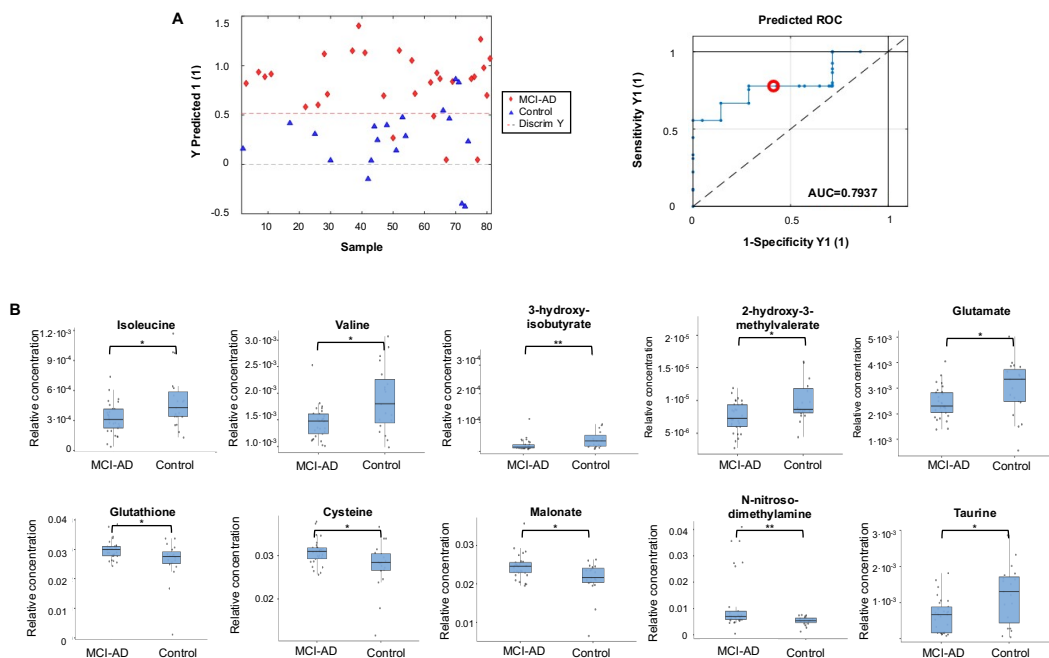 A
Y Predicted 1 (1)
1.5
1.0
0.5
0
-0.5
10 20 30 40 50 60 70 80
Sample
MCI-AD
Control
Discrim Y
Predicted ROC
Sensitivity Y1 (1)
1
0.5
0
0.5
1
AUC=0.7937
1-Specificity Y1 (1)
B
Isoleucine
Relative concentration
1.2·10-3
9·10-4
6·10-4
3·10-4
0
*
MCI-AD Control
Valine
Relative concentration
3.0·10-3
2.5·10-3
2.0·10-3
1.5·10-3
1.0·10-3
*
MCI-AD Control
3-hydroxy-
isobutyrate
Relative concentration
3·10-4
2·10-4
1·10-4
**
MCI-AD Control
2-hydroxy-3-
methylvalerate
Relative concentration
2·10-5
1·10-5
1·10-5
5·10-6
*
MCI-AD Control
Glutamate
Relative concentration
5·10-3
4·10-3
3·10-3
2·10-3
1·10-3
*
MCI-AD Control
Glutathione
Relative concentration
0.04
0.03
0.02
0.01
0
*
MCI-AD Control
Cysteine
Relative concentration
0.03
0.02
*
MCI-AD Control
Malonate
Relative concentration
0.03
0.02
0.01
*
MCI-AD Control
N-nitroso-
dimethylamine
Relative concentration
0.04
0.03
0.02
0.01
0
**
MCI-AD Control
Taurine
Relative concentration
3·10-3
2·10-3
1·10-3
*
MCI-AD Control